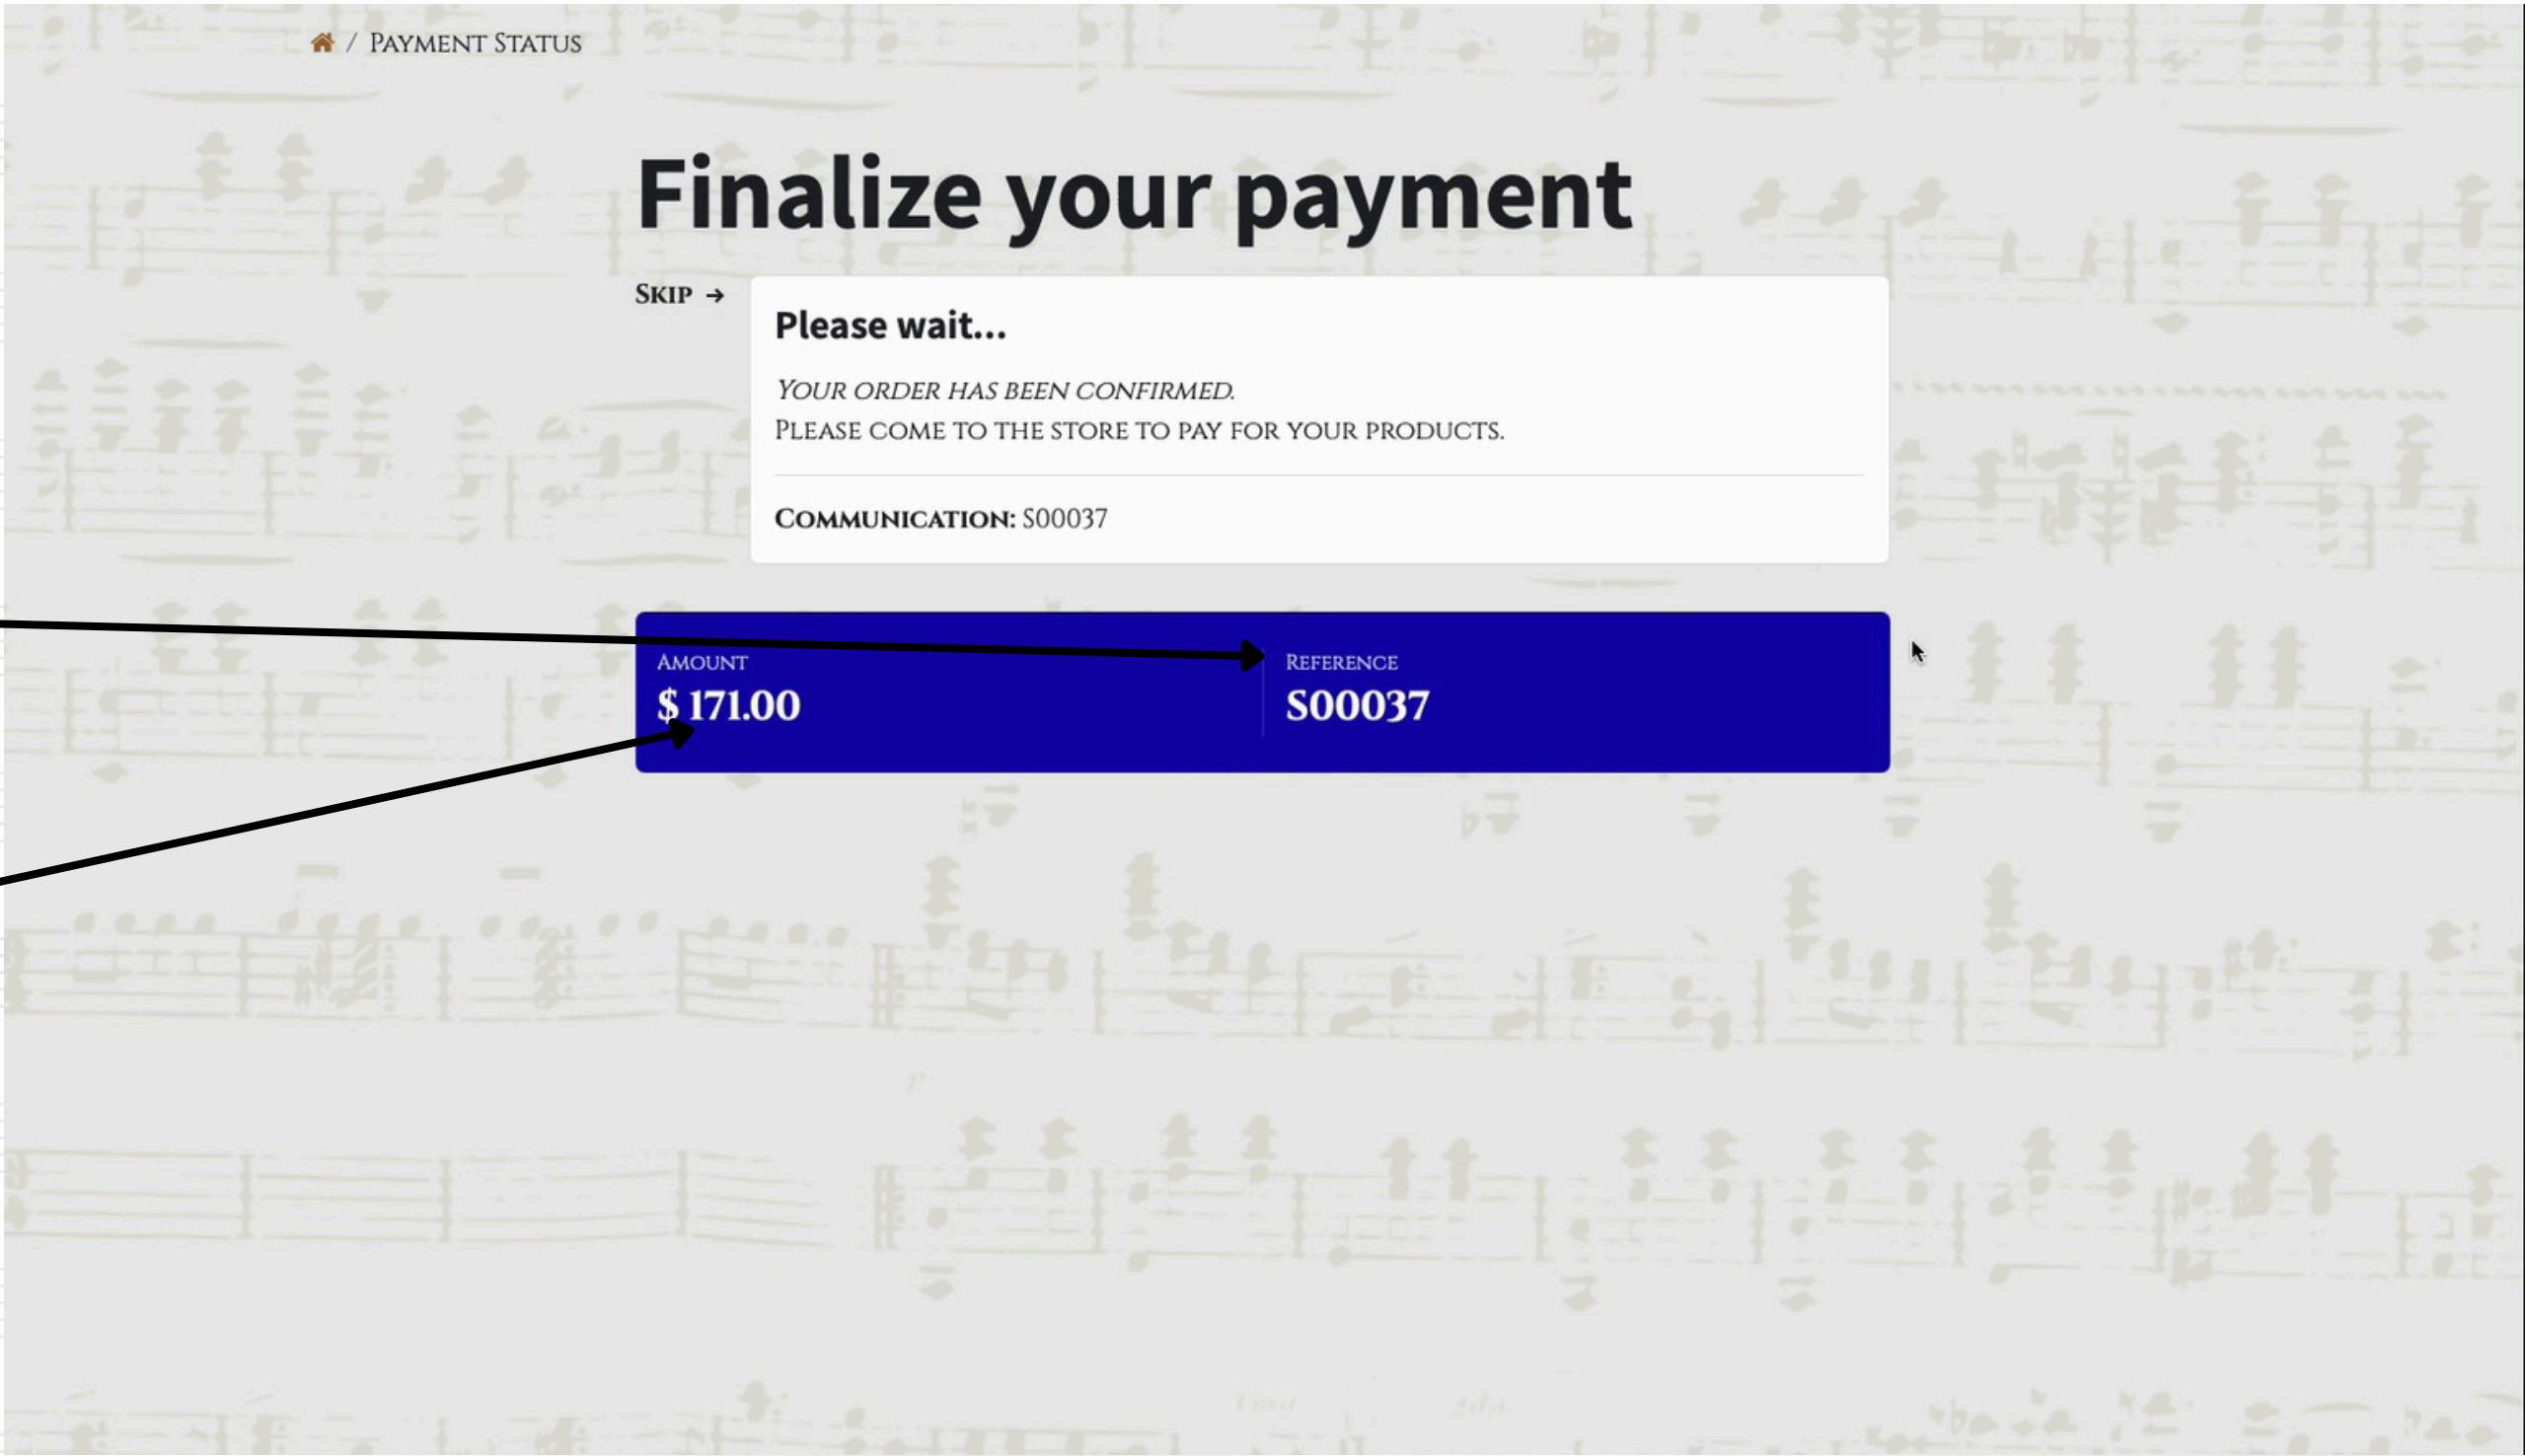 / Payment Status
Finalize your payment
Skip →
Please wait...
Your order has been confirmed.
Please come to the store to pay for your products.
Communication: S00037
Amount
$ 171.00
Reference
S00037